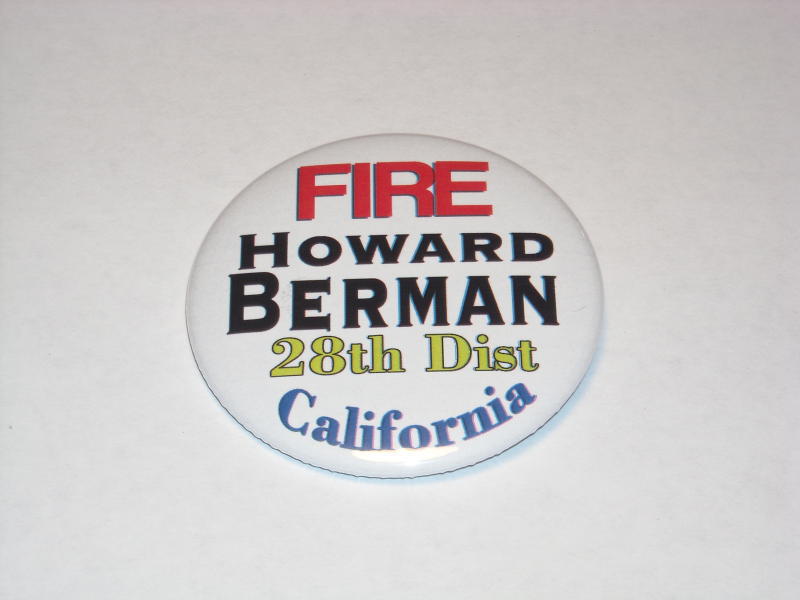 FIRE
HOWARD
BERMAN
28th Dist
California